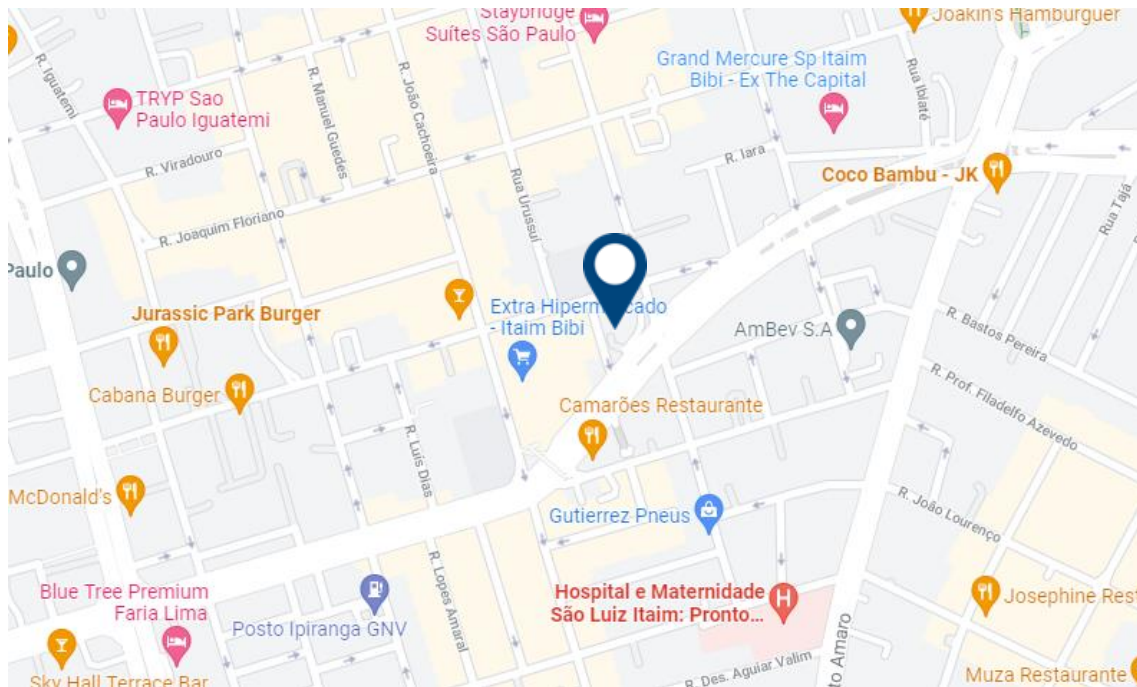 Staybridge
Suítes São Paulo
Joakin's Hamburguer
Grand Mercure Sp Itaim
Bibi - Ex The Capital
R. Iguatemi
TRYP Sao
Paulo Iguatemi
R. Manuel Guedes
R. João Cachoeira
Rua Ibiaté
R. Viradouro
R. Iara
Coco Bambu - JK
Rua Urussuí
Rua Tajá
R. Joaquim Floriano
Paulo
Jurassic Park Burger
Extra
- Itaim Bibi
AmBev S.A
R. Bastos Pereira
Cabana Burger
R. Prof. Filadelfo Azevedo
Camarões Restaurante
R. Luís Dias
McDonald's
Gutierrez Pneus
R. João Lourenço
R. Lopes Amaral
Blue Tree Premium
Faria Lima
Posto Ipiranga GNV
Hospital e Maternidade
São Luiz Itaim: Pronto...
H
Josephine Rest
to Amaro
R. Des. Aguiar Valim
Muza Restaurante
Sky Hall Terrace Bar